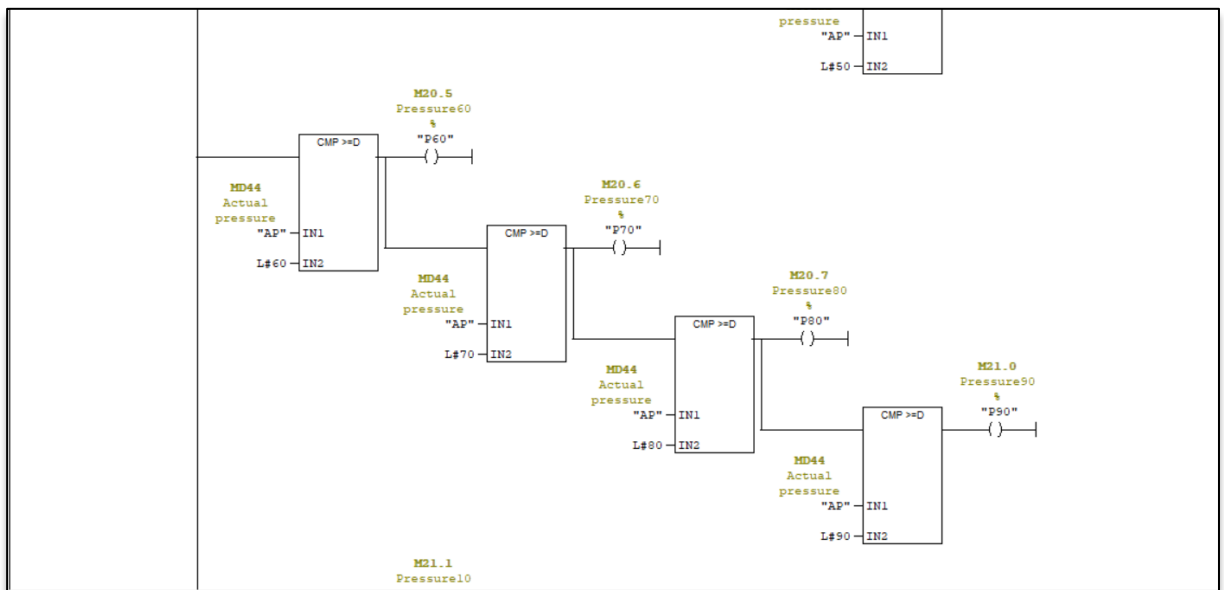 pressure
"AP" IN1
L#50 IN2
M20.5
Pressure60
%
"P60"
CMP >=D
( )
MD44
Actual
pressure
"AP" IN1
L#60 IN2
M20.6
Pressure70
%
"P70"
CMP >=D
( )
MD44
Actual
pressure
"AP" IN1
L#70 IN2
M20.7
Pressure80
%
"P80"
CMP >=D
( )
MD44
Actual
pressure
"AP" IN1
L#80 IN2
M21.0
Pressure90
%
"P90"
CMP >=D
( )
MD44
Actual
pressure
"AP" IN1
L#90 IN2
M21.1
Pressure10